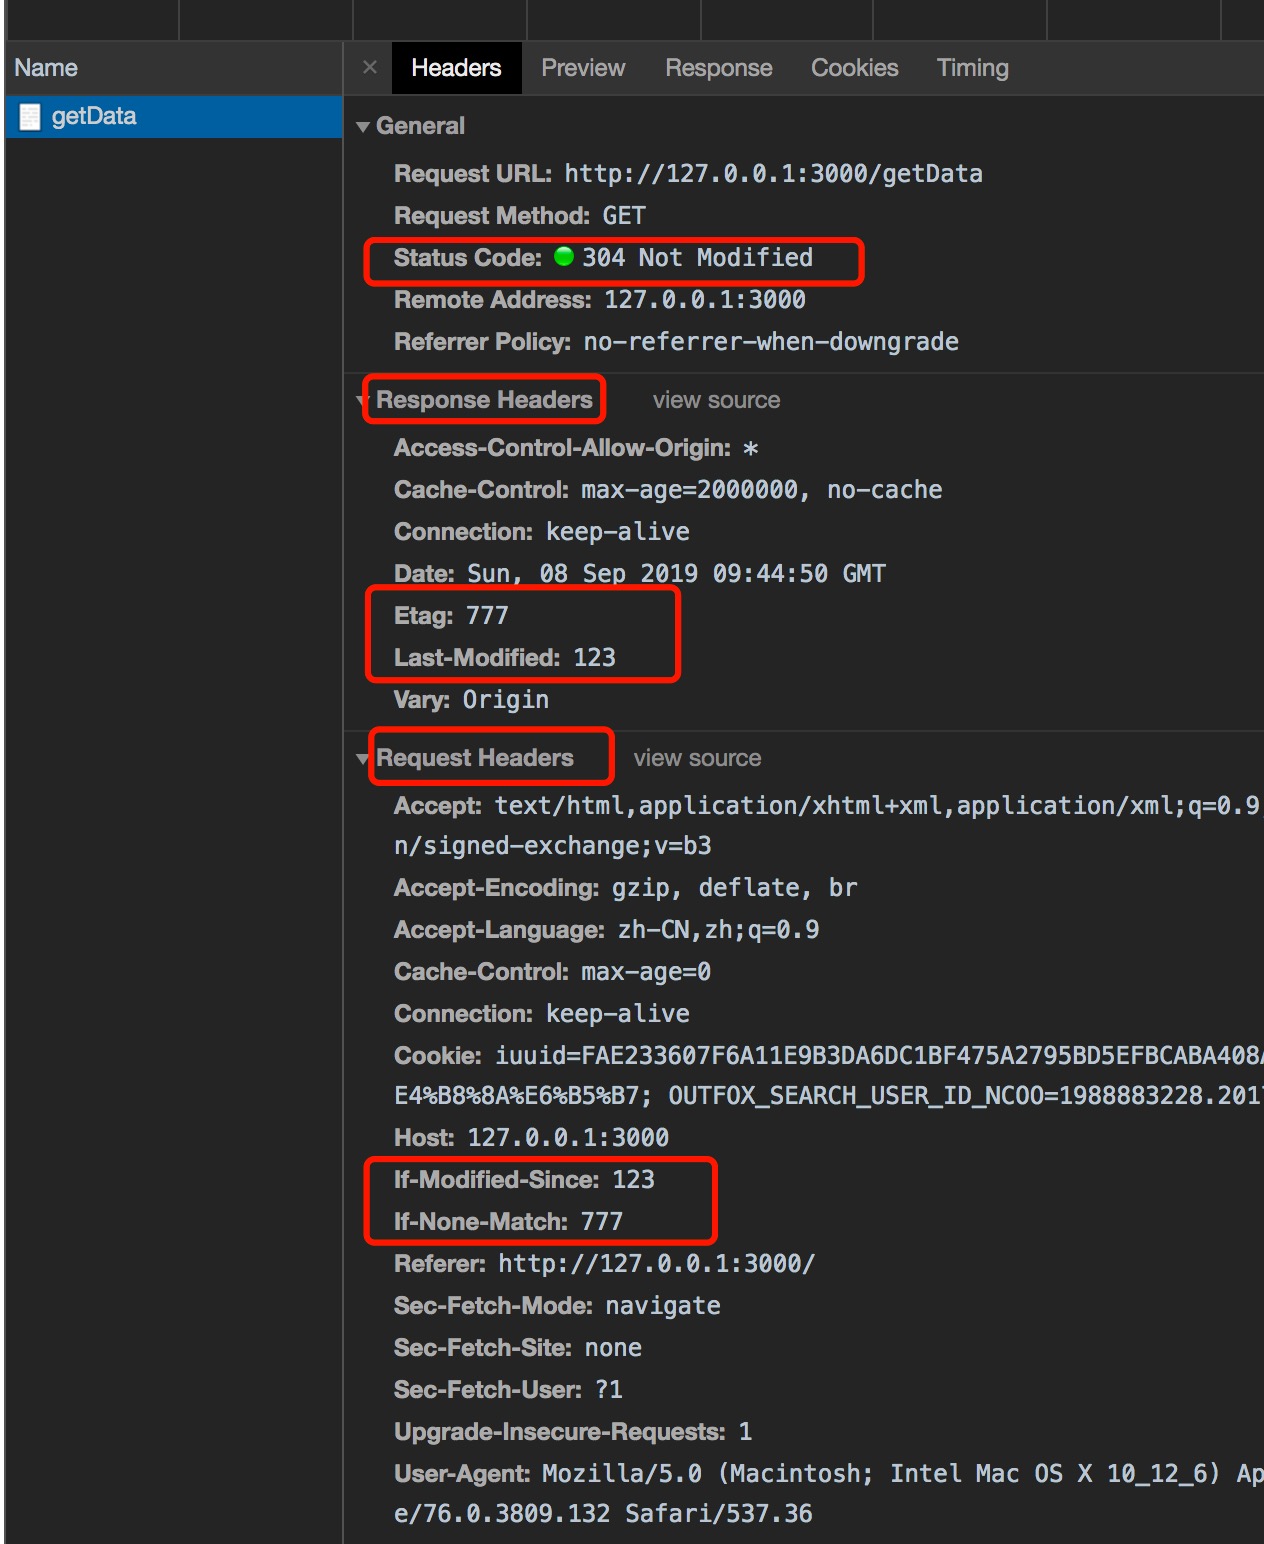 Name
× Headers Preview Response Cookies Timing
getData
General
Request URL: http://127.0.0.1:3000/getData
Request Method: GET
Status Code: 304 Not Modified
Remote Address: 127.0.0.1:3000
Referrer Policy: no-referrer-when-downgrade
Response Headers view source
Access-Control-Allow-Origin: *
Cache-Control: max-age=2000000, no-cache
Connection: keep-alive
Date: Sun, 08 Sep 2019 09:44:50 GMT
Etag: 777
Last-Modified: 123
Vary: Origin
Request Headers view source
Accept: text/html,application/xhtml+xml,application/xml;q=0.9,
n/signed-exchange;v=b3
Accept-Encoding: gzip, deflate, br
Accept-Language: zh-CN,zh;q=0.9
Cache-Control: max-age=0
Connection: keep-alive
Cookie: iuuid=FAE233607F6A11E9B3DA6DC1BF475A2795BD5EFBCABA408A
E4%B8%8A%E6%B5%B7; OUTFOX_SEARCH_USER_ID_NCOO=1988883228.2017
Host: 127.0.0.1:3000
If-Modified-Since: 123
If-None-Match: 777
Referer: http://127.0.0.1:3000/
Sec-Fetch-Mode: navigate
Sec-Fetch-Site: none
Sec-Fetch-User: ?1
Upgrade-Insecure-Requests: 1
User-Agent: Mozilla/5.0 (Macintosh; Intel Mac OS X 10_12_6) Ap
e/76.0.3809.132 Safari/537.36